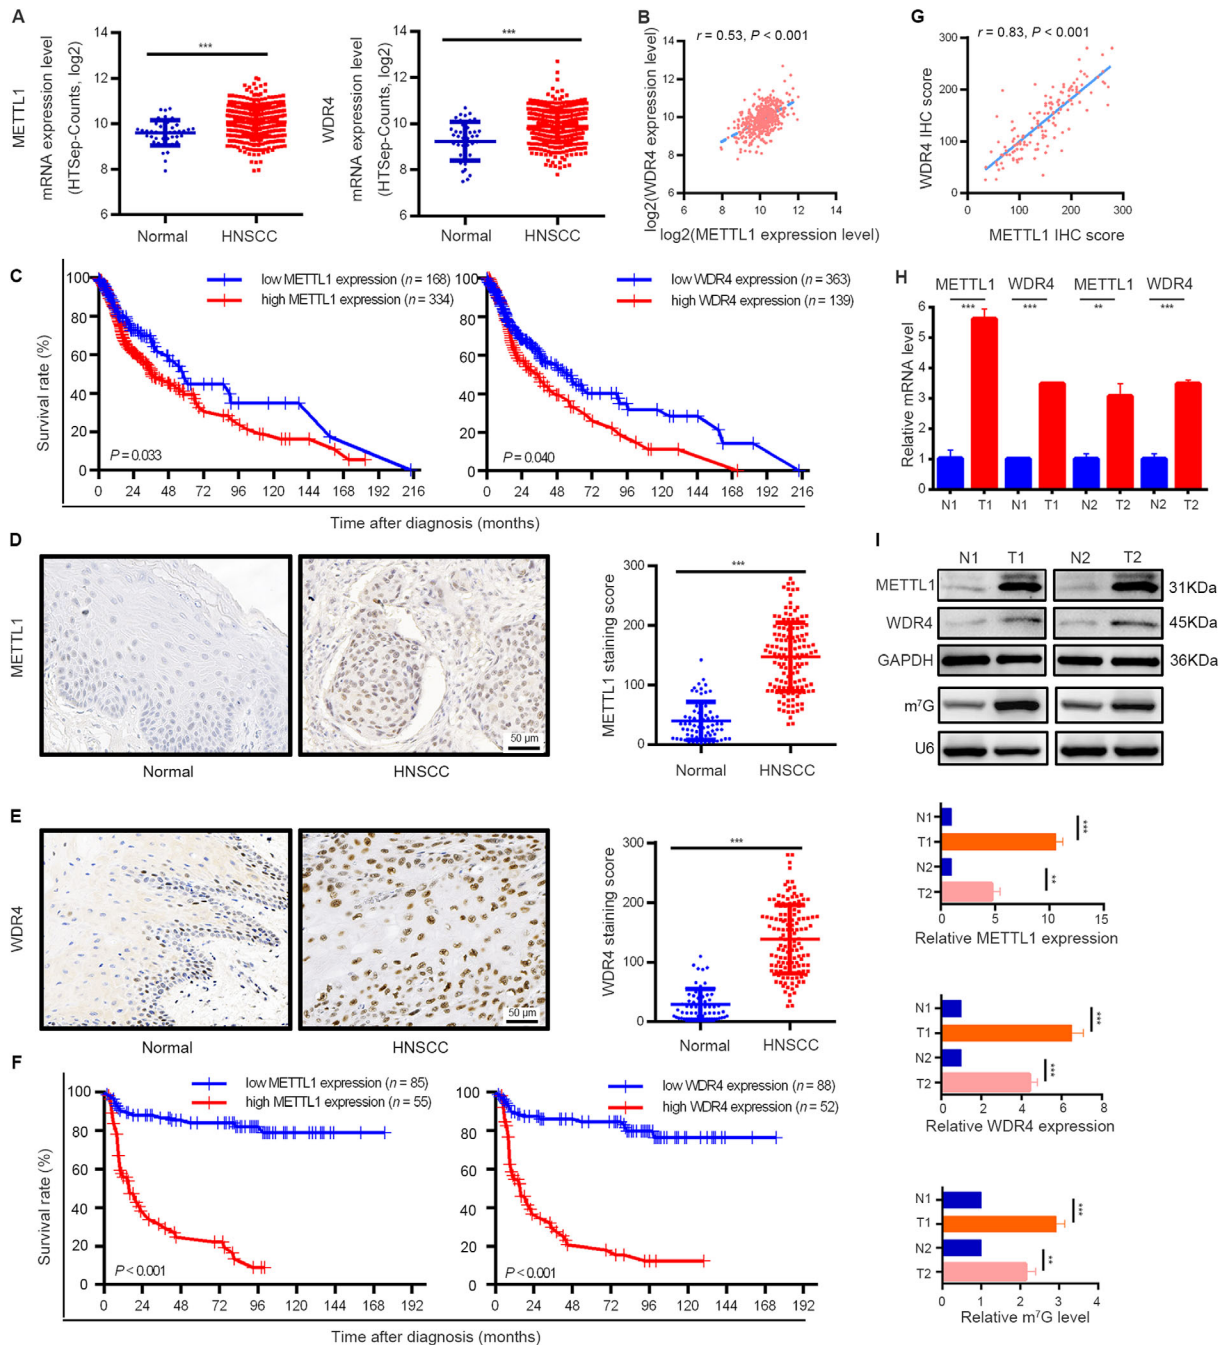 A
METTL1
mRNA expression level
(HTSep-Counts, log2)
14
12
10
8
6
***
Normal
HNSCC
WDR4
mRNA expression level
(HTSep-Counts, log2)
14
12
10
8
6
***
Normal
HNSCC
B
r = 0.53, P < 0.001
log2(WDR4 expression level)
14
12
10
8
6
6 8 10 12 14
log2(METTL1 expression level)
G
r = 0.83, P < 0.001
WDR4 IHC score
300
200
100
0
0 100 200 300
METTL1 IHC score
C
low METTL1 expression (n = 168)
high METTL1 expression (n = 334)
Survival rate (%)
100
80
60
40
20
0
P = 0.033
0 24 48 72 96 120 144 168 192 216
low WDR4 expression (n = 363)
high WDR4 expression (n = 139)
100
80
60
40
20
0
P = 0.040
0 24 48 72 96 120 144 168 192 216
Time after diagnosis (months)
H
METTL1 WDR4 METTL1 WDR4
*** *** ** ***
Relative mRNA level
6
5
4
3
2
1
0
N1 T1 N1 T1 N2 T2 N2 T2
D
METTL1
50 µm
Normal
HNSCC
METTL1 staining score
300
200
100
0
***
Normal
HNSCC
I
N1 T1 N2 T2
METTL1 31KDa
WDR4 45KDa
GAPDH 36KDa
m⁷G
U6
E
WDR4
50 µm
Normal
HNSCC
WDR4 staining score
300
200
100
0
***
Normal
HNSCC
N1
T1
N2
T2
***
**
0 5 10 15
Relative METTL1 expression
N1
T1
N2
T2
***
***
0 2 4 6 8
Relative WDR4 expression
N1
T1
N2
T2
***
**
0 1 2 3 4
Relative m⁷G level
F
low METTL1 expression (n = 85)
high METTL1 expression (n = 55)
Survival rate (%)
100
80
60
40
20
0
P < 0.001
0 24 48 72 96 120 144 168 192
low WDR4 expression (n = 88)
high WDR4 expression (n = 52)
100
80
60
40
20
0
P < 0.001
0 24 48 72 96 120 144 168 192
Time after diagnosis (months)